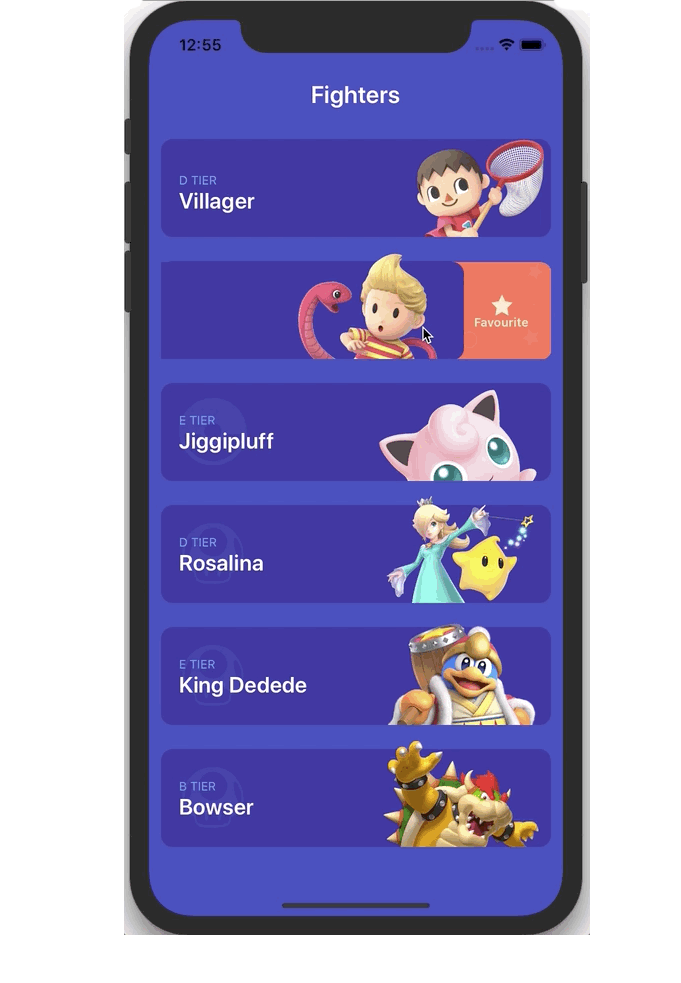 12:55
Fighters
D TIER
Villager
Favourite
E TIER
Jiggipluff
D TIER
Rosalina
E TIER
King Dedede
B TIER
Bowser